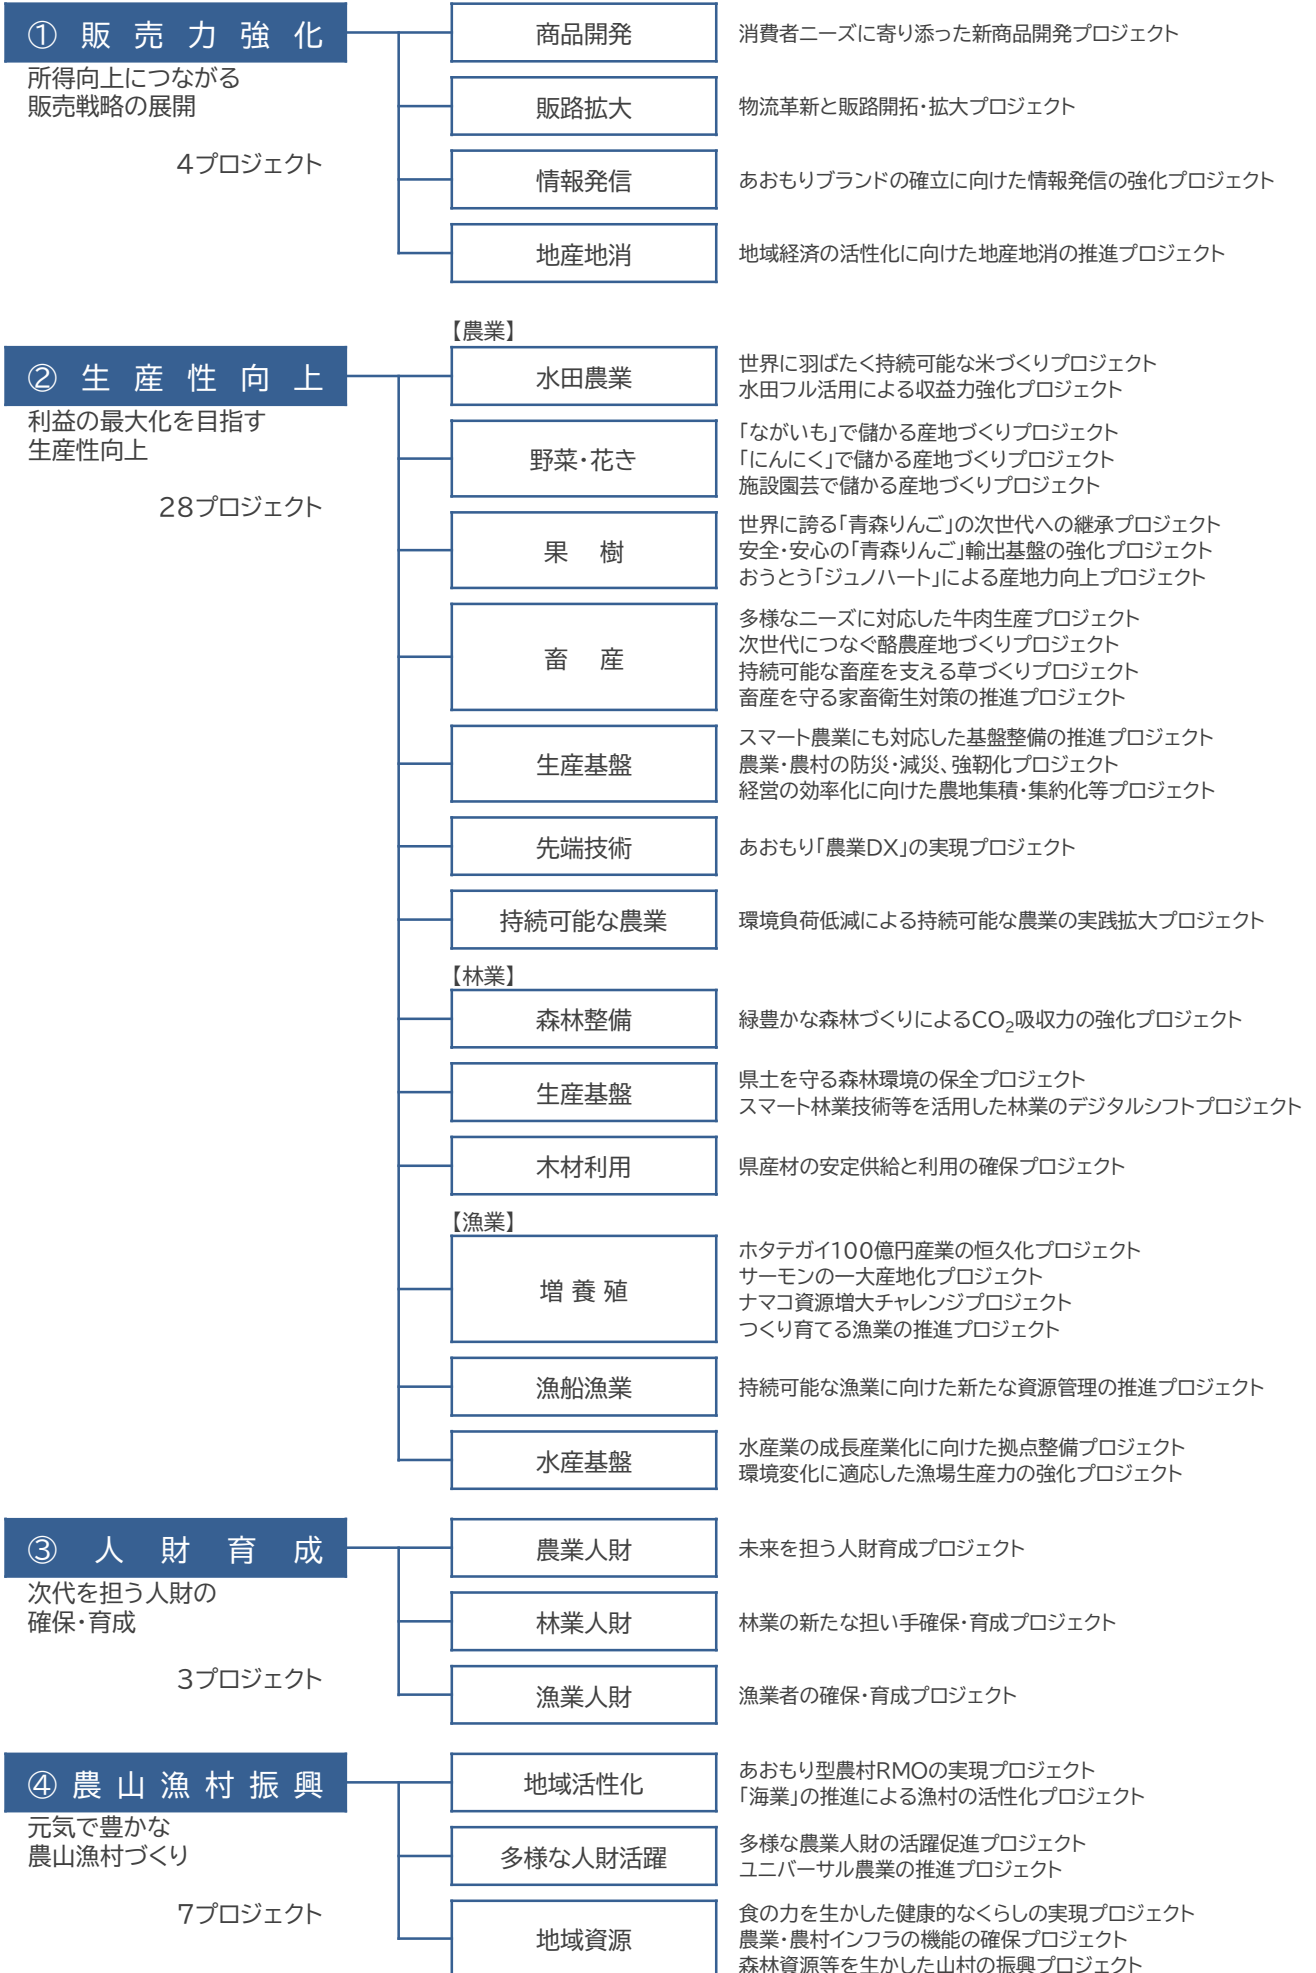 ① 販売力強化
所得向上につながる
販売戦略の展開
4プロジェクト
商品開発
消費者ニーズに寄り添った新商品開発プロジェクト
販路拡大
物流革新と販路開拓・拡大プロジェクト
情報発信
あおもりブランドの確立に向けた情報発信の強化プロジェクト
地産地消
地域経済の活性化に向けた地産地消の推進プロジェクト
② 生産性向上
利益の最大化を目指す
生産性向上
28プロジェクト
【農業】
水田農業
世界に羽ばたく持続可能な米づくりプロジェクト
水田フル活用による収益力強化プロジェクト
野菜・花き
「ながいも」で儲かる産地づくりプロジェクト
「にんにく」で儲かる産地づくりプロジェクト
施設園芸で儲かる産地づくりプロジェクト
果 樹
世界に誇る「青森りんご」の次世代への継承プロジェクト
安全・安心の「青森りんご」輸出基盤の強化プロジェクト
おうとう「ジュノハート」による産地力向上プロジェクト
畜 産
多様なニーズに対応した牛肉生産プロジェクト
次世代につなぐ酪農産地づくりプロジェクト
持続可能な畜産を支える草づくりプロジェクト
畜産を守る家畜衛生対策の推進プロジェクト
生産基盤
スマート農業にも対応した基盤整備の推進プロジェクト
農業・農村の防災・減災、強靭化プロジェクト
経営の効率化に向けた農地集積・集約化等プロジェクト
先端技術
あおもり「農業DX」の実現プロジェクト
持続可能な農業
環境負荷低減による持続可能な農業の実践拡大プロジェクト
【林業】
森林整備
緑豊かな森林づくりによるCO₂吸収力の強化プロジェクト
生産基盤
県土を守る森林環境の保全プロジェクト
スマート林業技術等を活用した林業のデジタルシフトプロジェクト
木材利用
県産材の安定供給と利用の確保プロジェクト
【漁業】
増養殖
ホタテガイ100億円産業の恒久化プロジェクト
サーモンの一大産地化プロジェクト
ナマコ資源増大チャレンジプロジェクト
つくり育てる漁業の推進プロジェクト
漁船漁業
持続可能な漁業に向けた新たな資源管理の推進プロジェクト
水産基盤
水産業の成長産業化に向けた拠点整備プロジェクト
環境変化に適応した漁場生産力の強化プロジェクト
③ 人財育成
次代を担う人財の
確保・育成
3プロジェクト
農業人財
未来を担う人財育成プロジェクト
林業人財
林業の新たな担い手確保・育成プロジェクト
漁業人財
漁業者の確保・育成プロジェクト
④ 農山漁村振興
元気で豊かな
農山漁村づくり
7プロジェクト
地域活性化
あおもり型農村RMOの実現プロジェクト
「海業」の推進による漁村の活性化プロジェクト
多様な人財活躍
多様な農業人財の活躍促進プロジェクト
ユニバーサル農業の推進プロジェクト
地域資源
食の力を生かした健康的なくらしの実現プロジェクト
農業・農村インフラの機能の確保プロジェクト
森林資源等を生かした山村の振興プロジェクト